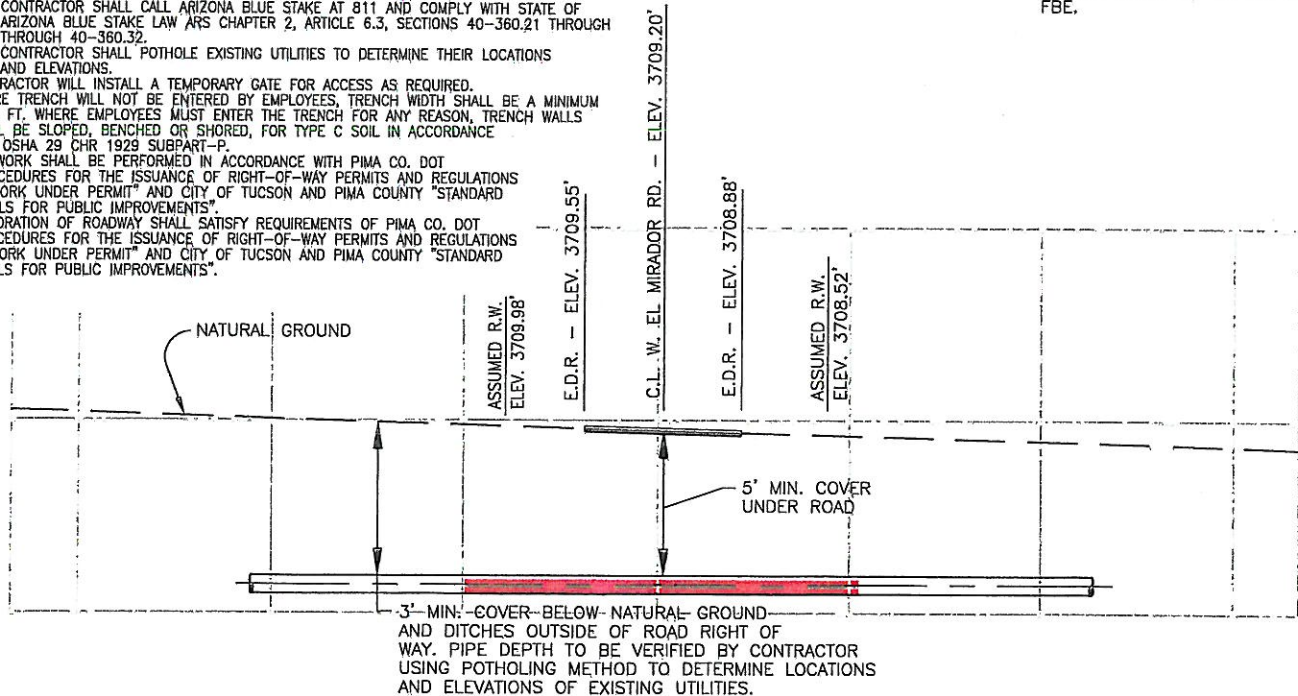 CONTRACTOR SHALL CALL ARIZONA BLUE STAKE AT 811 AND COMPLY WITH STATE OF
ARIZONA BLUE STAKE LAW ARS CHAPTER 2, ARTICLE 6.3, SECTIONS 40-360.21 THROUGH
THROUGH 40-360.32.
CONTRACTOR SHALL POTHOLE EXISTING UTILITIES TO DETERMINE THEIR LOCATIONS
AND ELEVATIONS.
RACTOR WILL INSTALL A TEMPORARY GATE FOR ACCESS AS REQUIRED.
E TRENCH WILL NOT BE ENTERED BY EMPLOYEES, TRENCH WIDTH SHALL BE A MINIMUM
FT. WHERE EMPLOYEES MUST ENTER THE TRENCH FOR ANY REASON, TRENCH WALLS
L BE SLOPED, BENCHED OR SHORED, FOR TYPE C SOIL IN ACCORDANCE
OSHA 29 CHR 1929 SUBPART-P.
WORK SHALL BE PERFORMED IN ACCORDANCE WITH PIMA CO. DOT
CEDURES FOR THE ISSUANCE OF RIGHT-OF-WAY PERMITS AND REGULATIONS
ORK UNDER PERMIT" AND CITY OF TUCSON AND PIMA COUNTY "STANDARD
LS FOR PUBLIC IMPROVEMENTS".
ORATION OF ROADWAY SHALL SATISFY REQUIREMENTS OF PIMA CO. DOT
CEDURES FOR THE ISSUANCE OF RIGHT-OF-WAY PERMITS AND REGULATIONS
ORK UNDER PERMIT" AND CITY OF TUCSON AND PIMA COUNTY "STANDARD
LS FOR PUBLIC IMPROVEMENTS".
FBE.
NATURAL GROUND
ASSUMED R.W.
ELEV. 3709.98'
E.D.R. - ELEV. 3709.55'
C.L. W. EL MIRADOR RD. - ELEV. 3709.20'
E.D.R. - ELEV. 3708.88'
ASSUMED R.W.
ELEV. 3708.52'
5' MIN. COVER
UNDER ROAD
3' MIN. COVER BELOW NATURAL GROUND
AND DITCHES OUTSIDE OF ROAD RIGHT OF
WAY. PIPE DEPTH TO BE VERIFIED BY CONTRACTOR
USING POTHOLING METHOD TO DETERMINE LOCATIONS
AND ELEVATIONS OF EXISTING UTILITIES.